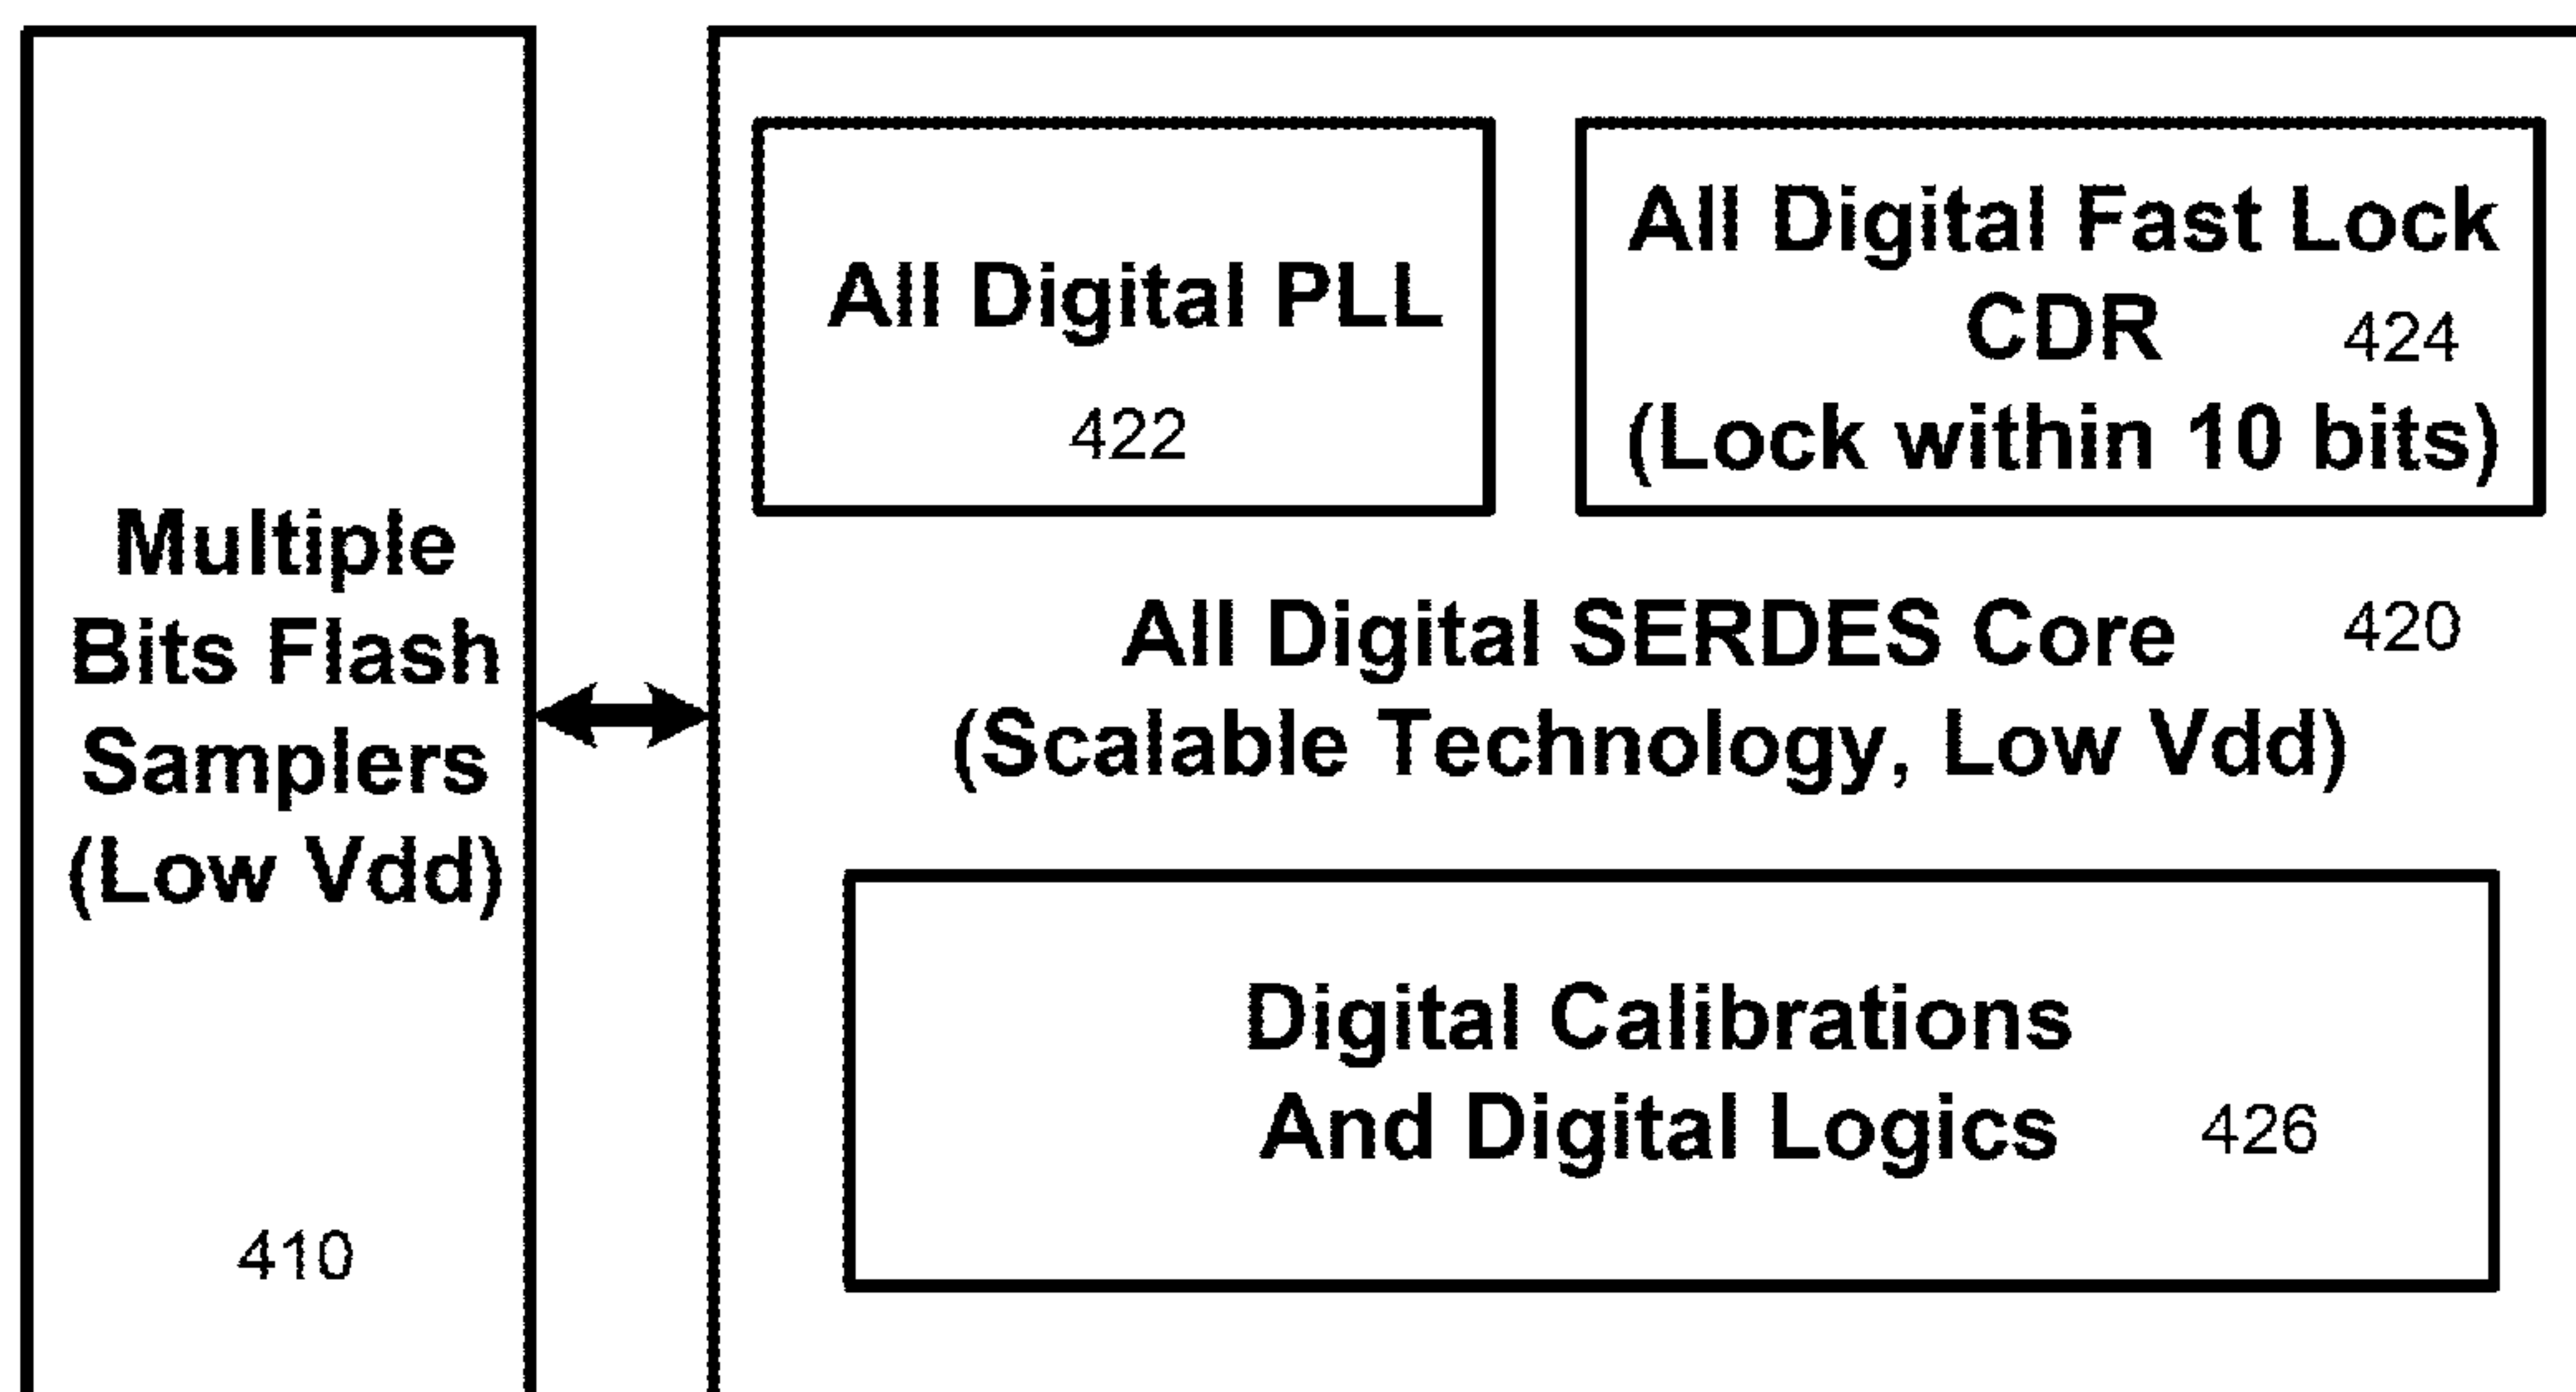 Multiple
Bits Flash
Samplers
(Low Vdd)
410
All Digital PLL
422
All Digital Fast Lock
CDR 424
(Lock within 10 bits)
All Digital SERDES Core 420
(Scalable Technology, Low Vdd)
Digital Calibrations
And Digital Logics 426